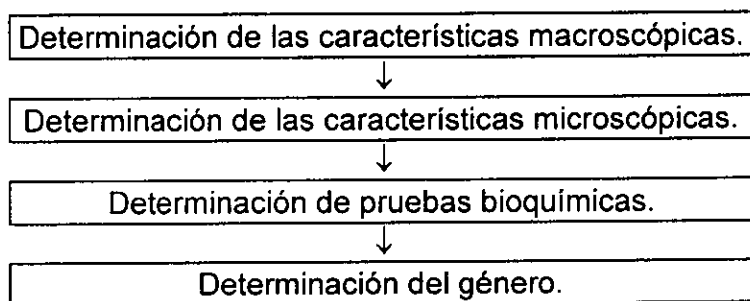 Determinación de las características macroscópicas.
↓
Determinación de las características microscópicas.
↓
Determinación de pruebas bioquímicas.
↓
Determinación del género.